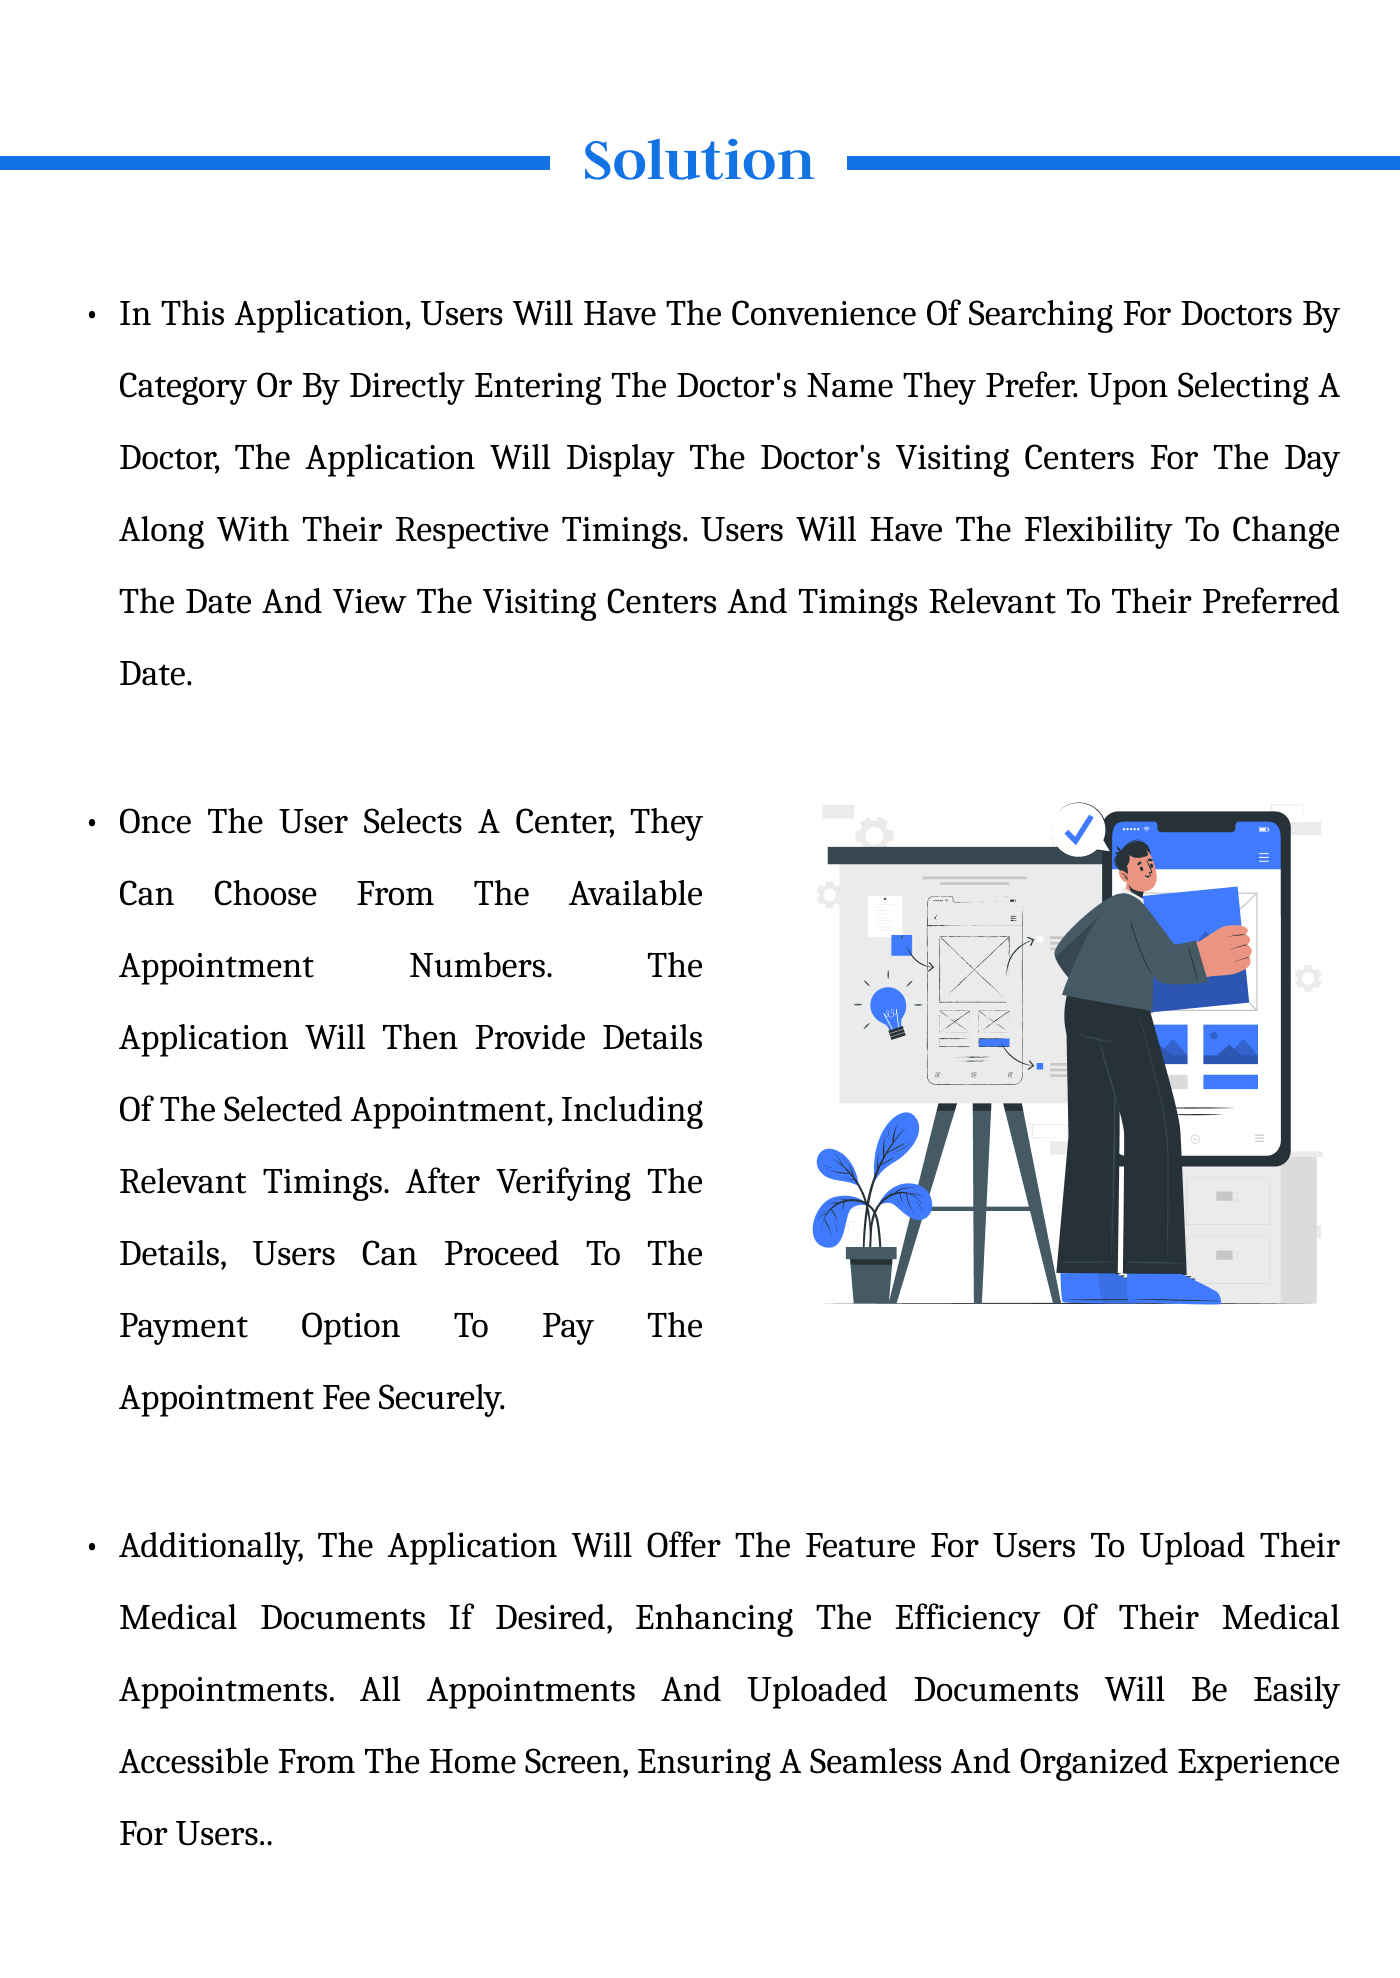 Solution
• In This Application, Users Will Have The Convenience Of Searching For Doctors By
Category Or By Directly Entering The Doctor's Name They Prefer. Upon Selecting A
Doctor, The Application Will Display The Doctor's Visiting Centers For The Day
Along With Their Respective Timings. Users Will Have The Flexibility To Change
The Date And View The Visiting Centers And Timings Relevant To Their Preferred
Date.
• Once The User Selects A Center, They
Can Choose From The Available
Appointment Numbers. The
Application Will Then Provide Details
Of The Selected Appointment, Including
Relevant Timings. After Verifying The
Details, Users Can Proceed To The
Payment Option To Pay The
Appointment Fee Securely.
• Additionally, The Application Will Offer The Feature For Users To Upload Their
Medical Documents If Desired, Enhancing The Efficiency Of Their Medical
Appointments. All Appointments And Uploaded Documents Will Be Easily
Accessible From The Home Screen, Ensuring A Seamless And Organized Experience
For Users..